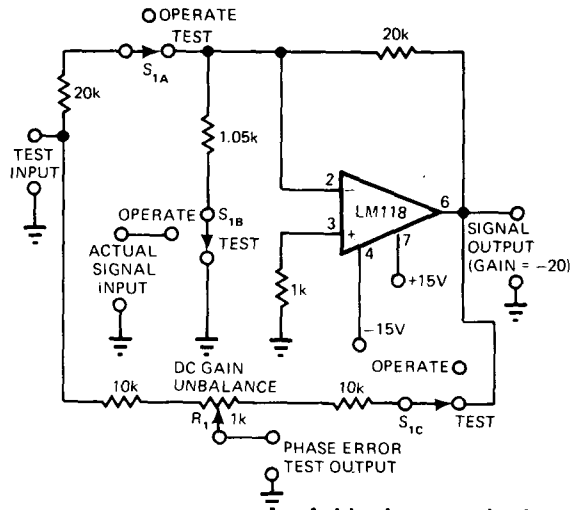 OPERATE
TEST
S1A
20k
20k
1.05k
TEST
INPUT
2
−
LM118
6
3
+
4
7
OPERATE
S1B
TEST
ACTUAL
SIGNAL
INPUT
SIGNAL
OUTPUT
(GAIN = −20)
1k
+15V
−15V
DC GAIN
UNBALANCE
OPERATE
10k
10k
R1
1k
S1C
TEST
PHASE ERROR
TEST OUTPUT